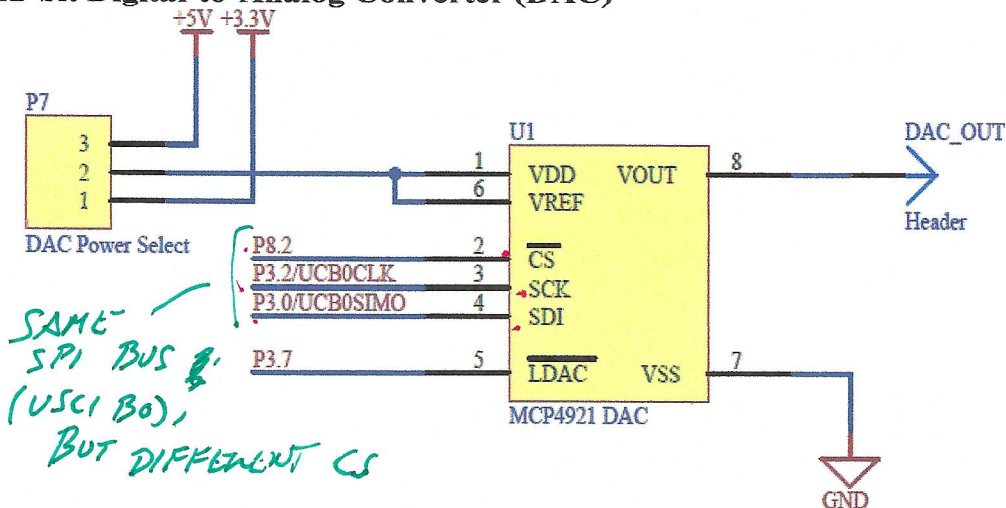 12-bit Digital-to-Analog Converter (DAC)
+5V +3.3V
P7
3
2
1
DAC Power Select
U1
1 VDD VOUT 8
6 VREF
DAC_OUT
Header
P8.2 2 CS
P3.2/UCB0CLK 3 SCK
P3.0/UCB0SIMO 4 SDI
P3.7 5 LDAC VSS 7
MCP4921 DAC
GND
SAME
SPI BUS
(USCI B0),
BUT DIFFERENT CS